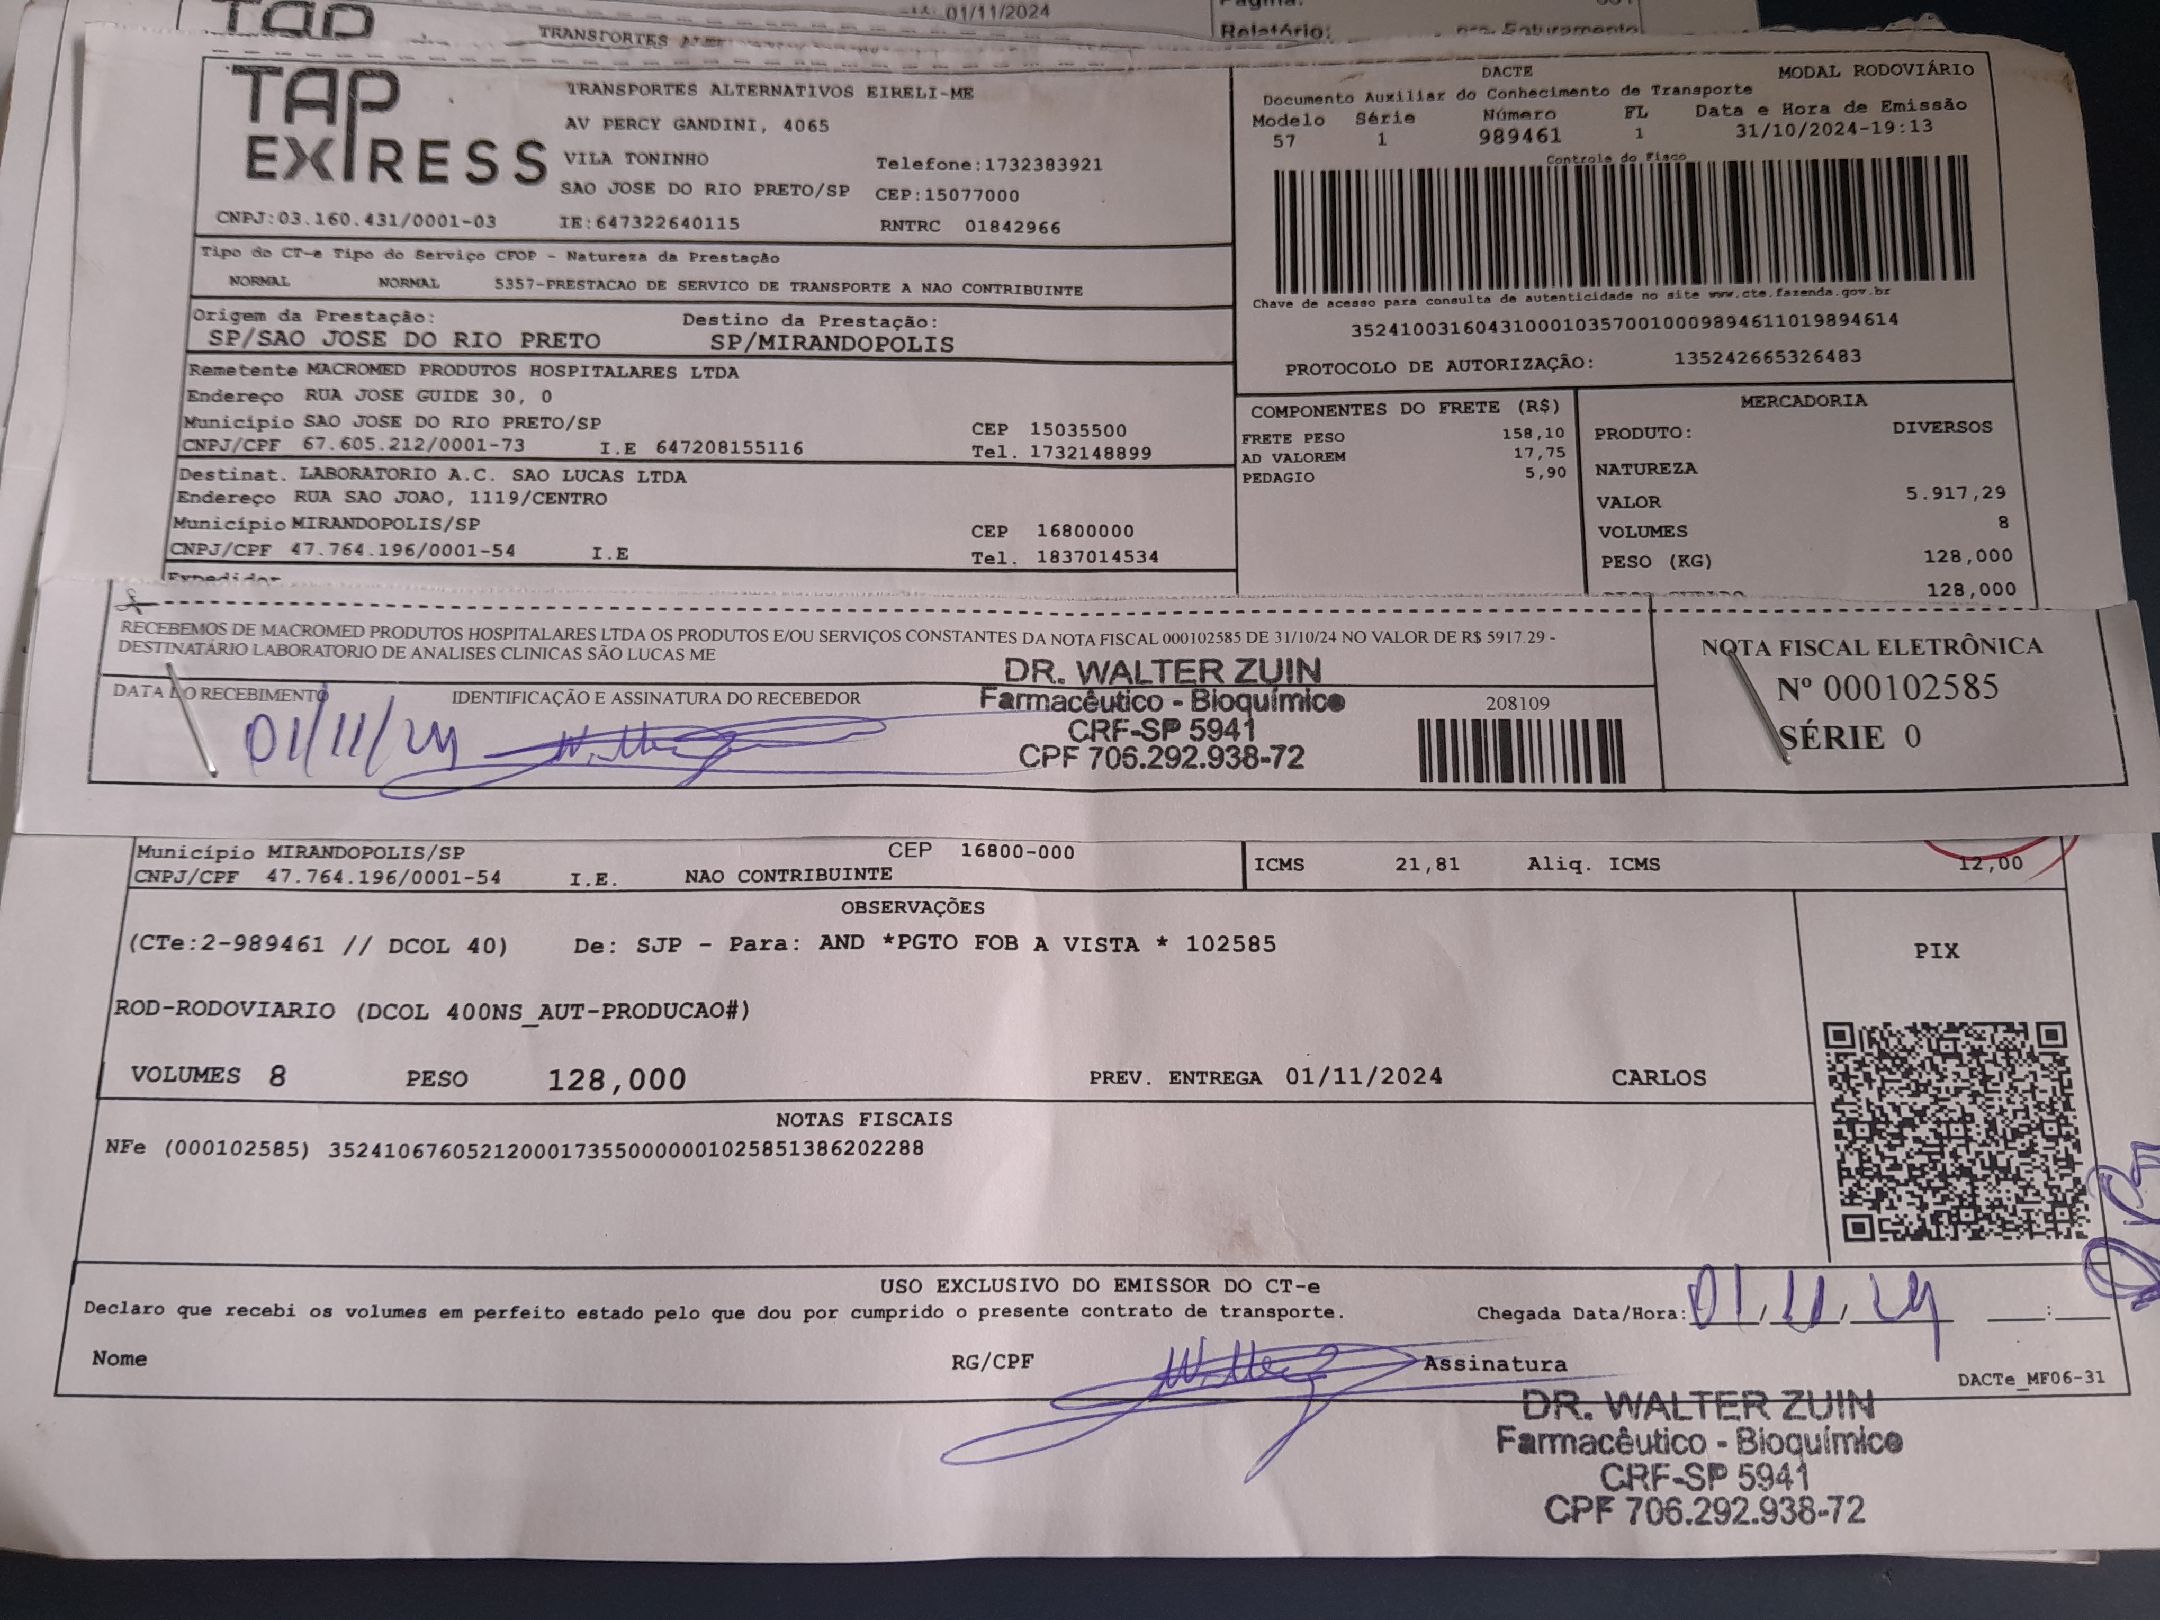 01/11/2024
TRANSPORTES
Relatório:
TAP EXPRESS
TRANSPORTES ALTERNATIVOS EIRELI-ME
AV PERCY GANDINI, 4065
VILA TONINHO
Telefone:1732383921
SAO JOSE DO RIO PRETO/SP CEP:15077000
CNPJ:03.160.431/0001-03 IE:647322640115 RNTRC 01842966
DACTE MODAL RODOVIÁRIO
Documento Auxiliar do Conhecimento de Transporte
Modelo Série Número FL Data e Hora de Emissão
57 1 989461 1 31/10/2024-19:13
Controle do Fisco
Chave de acesso para consulta de autenticidade no site www.cte.fazenda.gov.br
35241003160431000103570010009894611019894614
PROTOCOLO DE AUTORIZAÇÃO: 135242665326483
Tipo do CT-e Tipo do Serviço CFOP - Natureza da Prestação
NORMAL NORMAL 5357-PRESTACAO DE SERVICO DE TRANSPORTE A NAO CONTRIBUINTE
Origem da Prestação: Destino da Prestação:
SP/SAO JOSE DO RIO PRETO SP/MIRANDOPOLIS
Remetente MACROMED PRODUTOS HOSPITALARES LTDA
Endereço RUA JOSE GUIDE 30, 0
Município SAO JOSE DO RIO PRETO/SP CEP 15035500
CNPJ/CPF 67.605.212/0001-73 I.E 647208155116 Tel. 1732148899
Destinat. LABORATORIO A.C. SAO LUCAS LTDA
Endereço RUA SAO JOAO, 1119/CENTRO
Município MIRANDOPOLIS/SP CEP 16800000
CNPJ/CPF 47.764.196/0001-54 I.E Tel. 1837014534
Expedidor
COMPONENTES DO FRETE (R$)
FRETE PESO 158,10
AD VALOREM 17,75
PEDAGIO 5,90
MERCADORIA
PRODUTO: DIVERSOS
NATUREZA
VALOR 5.917,29
VOLUMES 8
PESO (KG) 128,000
128,000
RECEBEMOS DE MACROMED PRODUTOS HOSPITALARES LTDA OS PRODUTOS E/OU SERVIÇOS CONSTANTES DA NOTA FISCAL 000102585 DE 31/10/24 NO VALOR DE R$ 5917.29 -
DESTINATÁRIO LABORATORIO DE ANALISES CLINICAS SÃO LUCAS ME
DATA DO RECEBIMENTO IDENTIFICAÇÃO E ASSINATURA DO RECEBEDOR
01/11/24
DR. WALTER ZUIN
Farmacêutico - Bioquímico
CRF-SP 5941
CPF 706.292.938-72
208109
NOTA FISCAL ELETRÔNICA
Nº 000102585
SÉRIE 0
Município MIRANDOPOLIS/SP CEP 16800-000
CNPJ/CPF 47.764.196/0001-54 I.E. NAO CONTRIBUINTE
ICMS 21,81 Aliq. ICMS 12,00
OBSERVAÇÕES
(CTe:2-989461 // DCOL 40) De: SJP - Para: AND *PGTO FOB A VISTA * 102585
ROD-RODOVIARIO (DCOL 400NS_AUT-PRODUCAO#)
PIX
VOLUMES 8 PESO 128,000 PREV. ENTREGA 01/11/2024 CARLOS
NOTAS FISCAIS
NFe (000102585) 35241067605212000173550000001025851386202288
USO EXCLUSIVO DO EMISSOR DO CT-e
Declaro que recebi os volumes em perfeito estado pelo que dou por cumprido o presente contrato de transporte. Chegada Data/Hora: 01/11/24 __:__
Nome RG/CPF Assinatura
DACTe_MF06-31
DR. WALTER ZUIN
Farmacêutico - Bioquímico
CRF-SP 5941
CPF 706.292.938-72